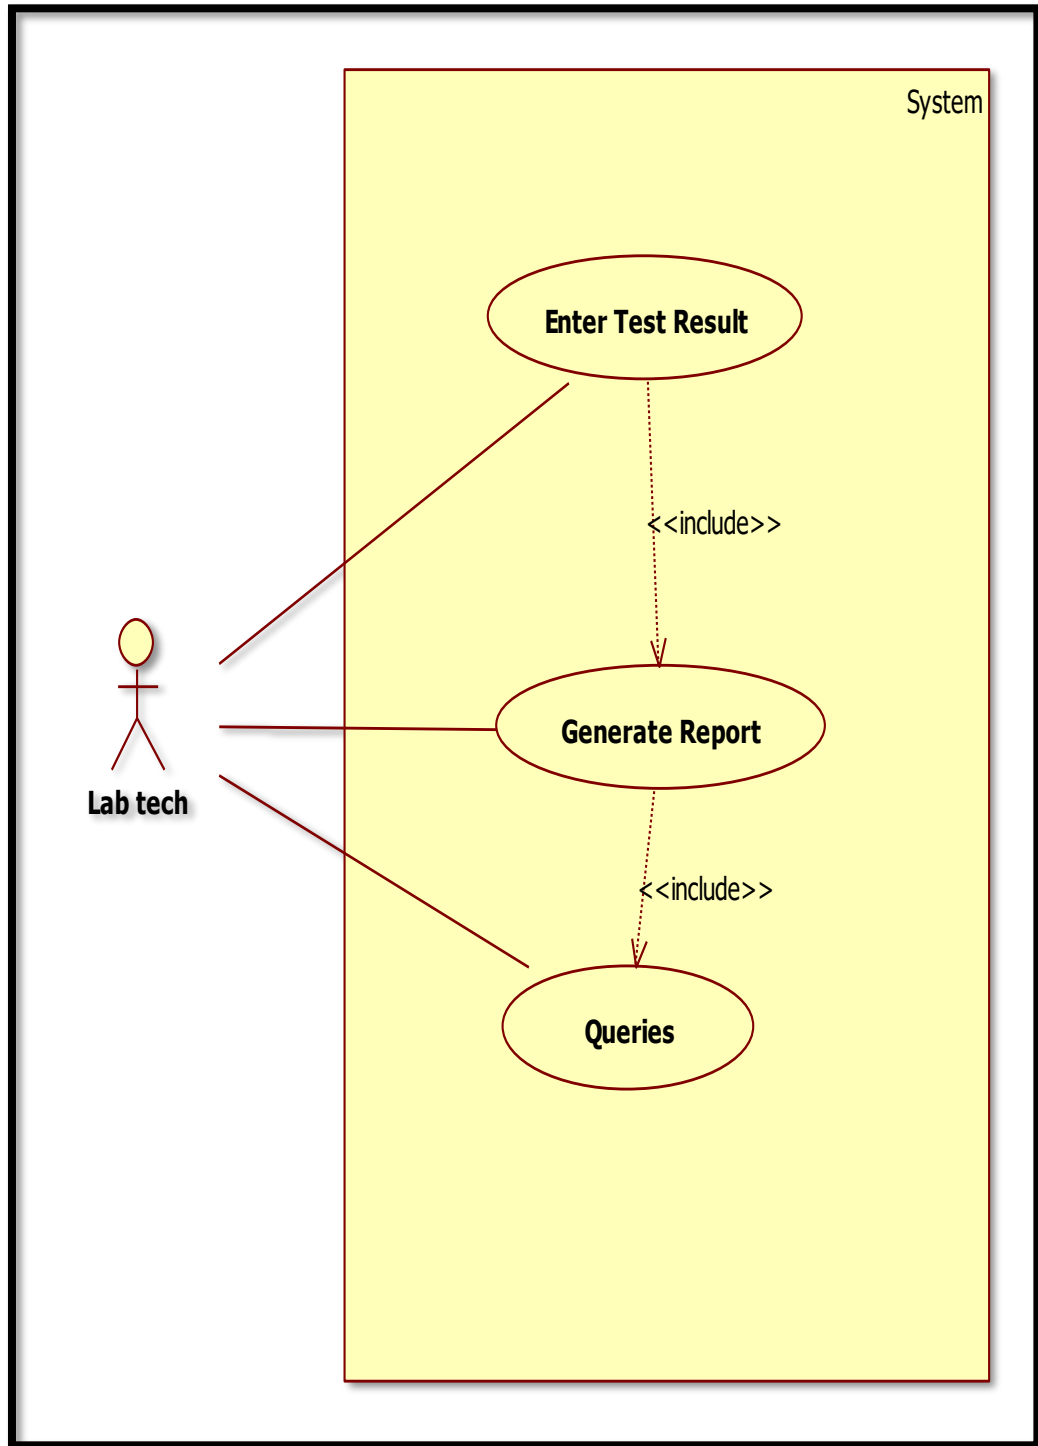 System
Enter Test Result
<<include>>
Generate Report
Lab tech
<<include>>
Queries